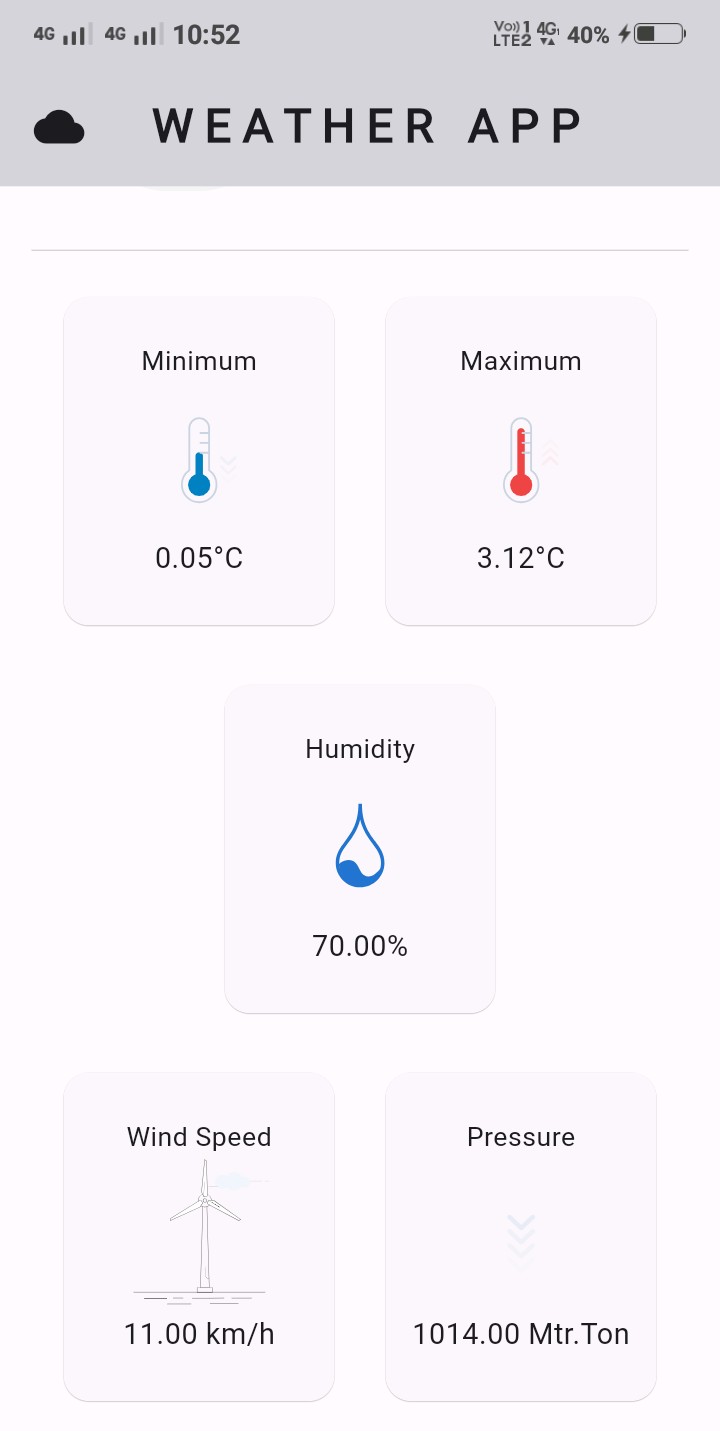 4G 4G 10:52 Vo)) 1 LTE2 4G 40%
WEATHER APP
Minimum Maximum
0.05°C 3.12°C
Humidity
70.00%
Wind Speed Pressure
11.00 km/h 1014.00 Mtr.Ton